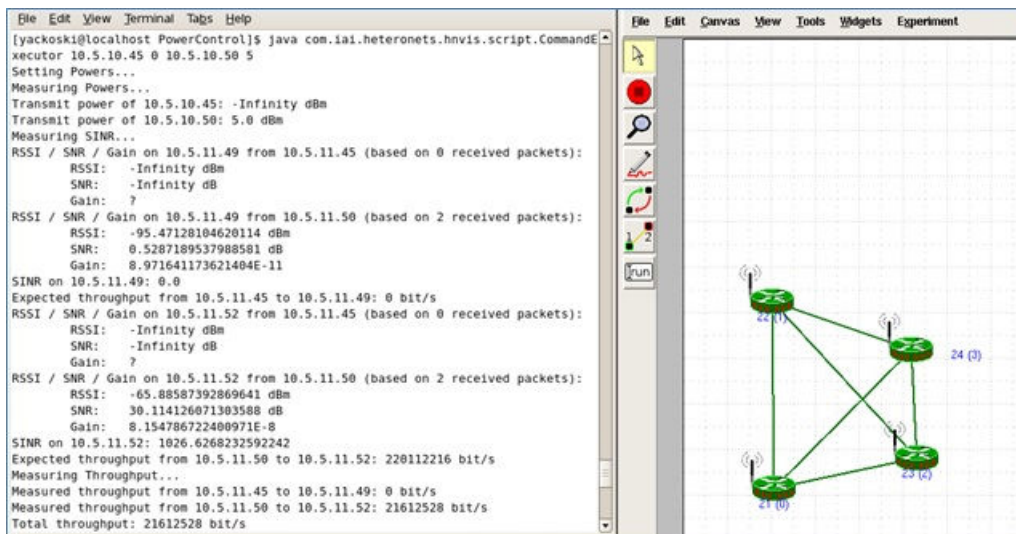 File Edit View Terminal Tabs Help
[yackoski@localhost PowerControl]$ java com.iai.heteronets.hnvis.script.CommandE
xecutor 10.5.10.45 0 10.5.10.50 5
Setting Powers...
Measuring Powers...
Transmit power of 10.5.10.45: -Infinity dBm
Transmit power of 10.5.10.50: 5.0 dBm
Measuring SINR...
RSSI / SNR / Gain on 10.5.11.49 from 10.5.11.45 (based on 0 received packets):
RSSI: -Infinity dBm
SNR: -Infinity dB
Gain: ?
RSSI / SNR / Gain on 10.5.11.49 from 10.5.11.50 (based on 2 received packets):
RSSI: -95.47128104620114 dBm
SNR: 0.5287189537988581 dB
Gain: 8.971641173621404E-11
SINR on 10.5.11.49: 0.0
Expected throughput from 10.5.11.45 to 10.5.11.49: 0 bit/s
RSSI / SNR / Gain on 10.5.11.52 from 10.5.11.45 (based on 0 received packets):
RSSI: -Infinity dBm
SNR: -Infinity dB
Gain: ?
RSSI / SNR / Gain on 10.5.11.52 from 10.5.11.50 (based on 2 received packets):
RSSI: -65.88587392869641 dBm
SNR: 30.114126071303588 dB
Gain: 8.154786722400971E-8
SINR on 10.5.11.52: 1026.6268232592242
Expected throughput from 10.5.11.50 to 10.5.11.52: 220112216 bit/s
Measuring Throughput...
Measured throughput from 10.5.11.45 to 10.5.11.49: 0 bit/s
Measured throughput from 10.5.11.50 to 10.5.11.52: 21612528 bit/s
Total throughput: 21612528 bit/s
File Edit Canvas View Tools Widgets Experiment
1 2
run
22 (1)
24 (3)
23 (2)
21 (0)